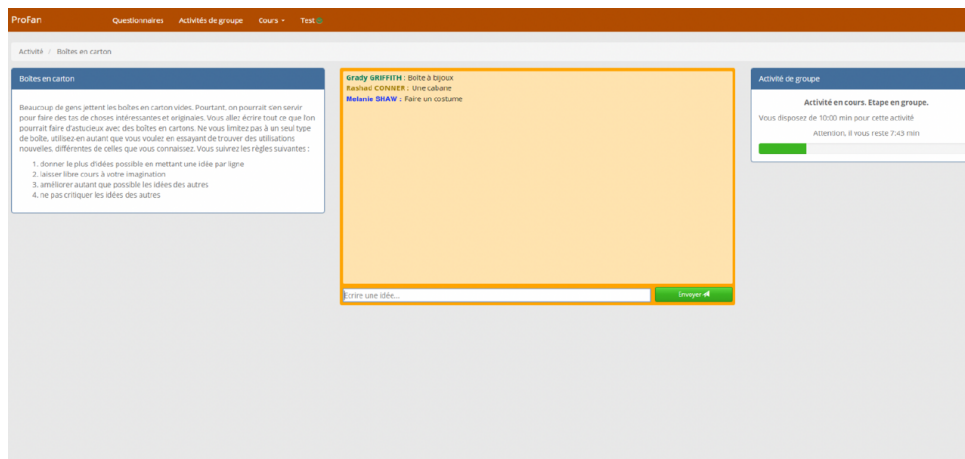 ProFan
Questionnaires Activités de groupe Cours Test
Activité / Boîtes en carton
Boîtes en carton
Beaucoup de gens jettent les boîtes en carton vides. Pourtant, on pourrait s'en servir
pour faire des tas de choses intéressantes et originales. Vous allez écrire tout ce que l'on
pourrait faire d'astucieux avec des boîtes en cartons. Ne vous limitez pas à un seul type
de boîte, utilisez-en autant que vous voulez en essayant de trouver des utilisations
nouvelles, différentes de celles que vous connaissez. Vous suivrez les règles suivantes :
1. donner le plus d'idées possible en mettant une idée par ligne
2. laisser libre cours à votre imagination
3. améliorer autant que possible les idées des autres
4. ne pas critiquer les idées des autres
Grady GRIFFITH : Boite à bijoux
Rashad CONNER : Une cabane
Melanie SHAW : Faire un costume
Ecrire une idée...
Envoyer
Activité de groupe
Activité en cours. Etape en groupe.
Vous disposez de 10:00 min pour cette activité
Attention, il vous reste 7:43 min